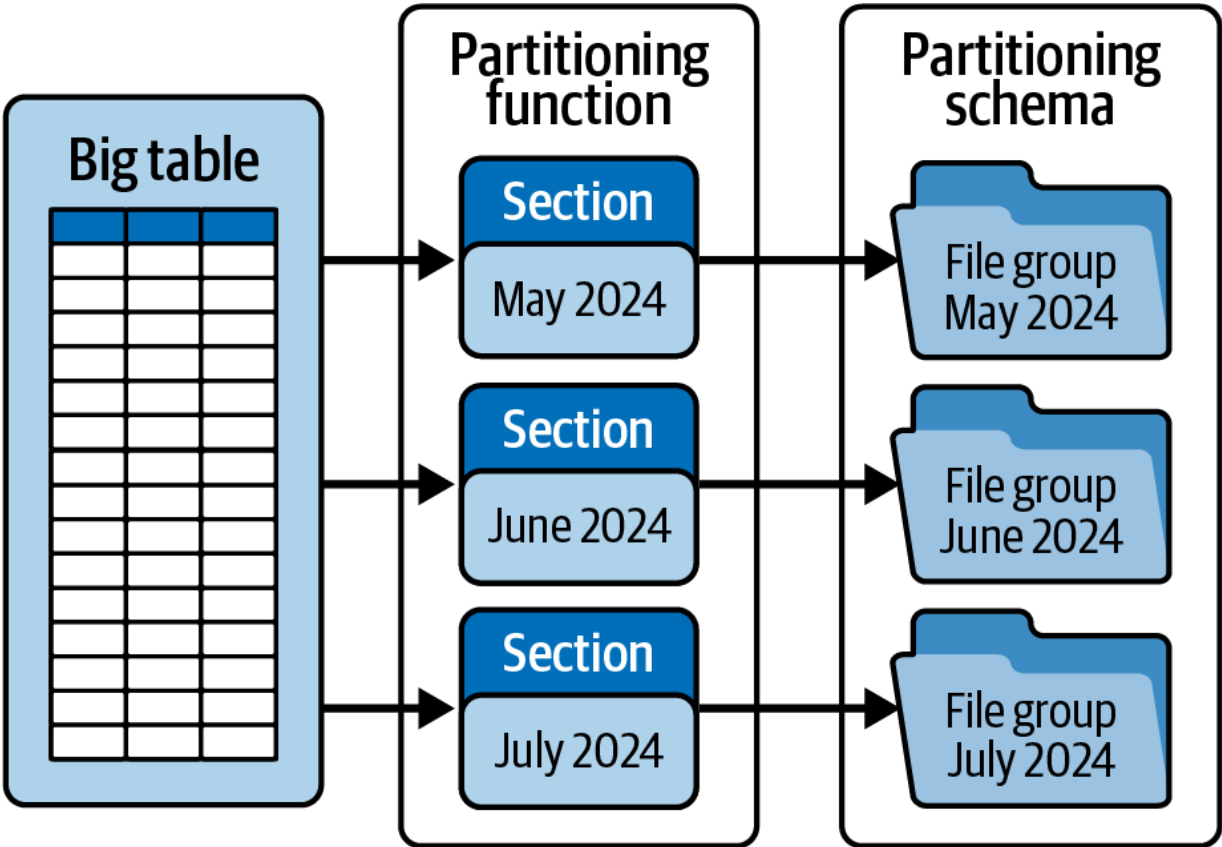 Big table
Partitioning
function
Section
May 2024
Section
June 2024
Section
July 2024
Partitioning
schema
File group
May 2024
File group
June 2024
File group
July 2024